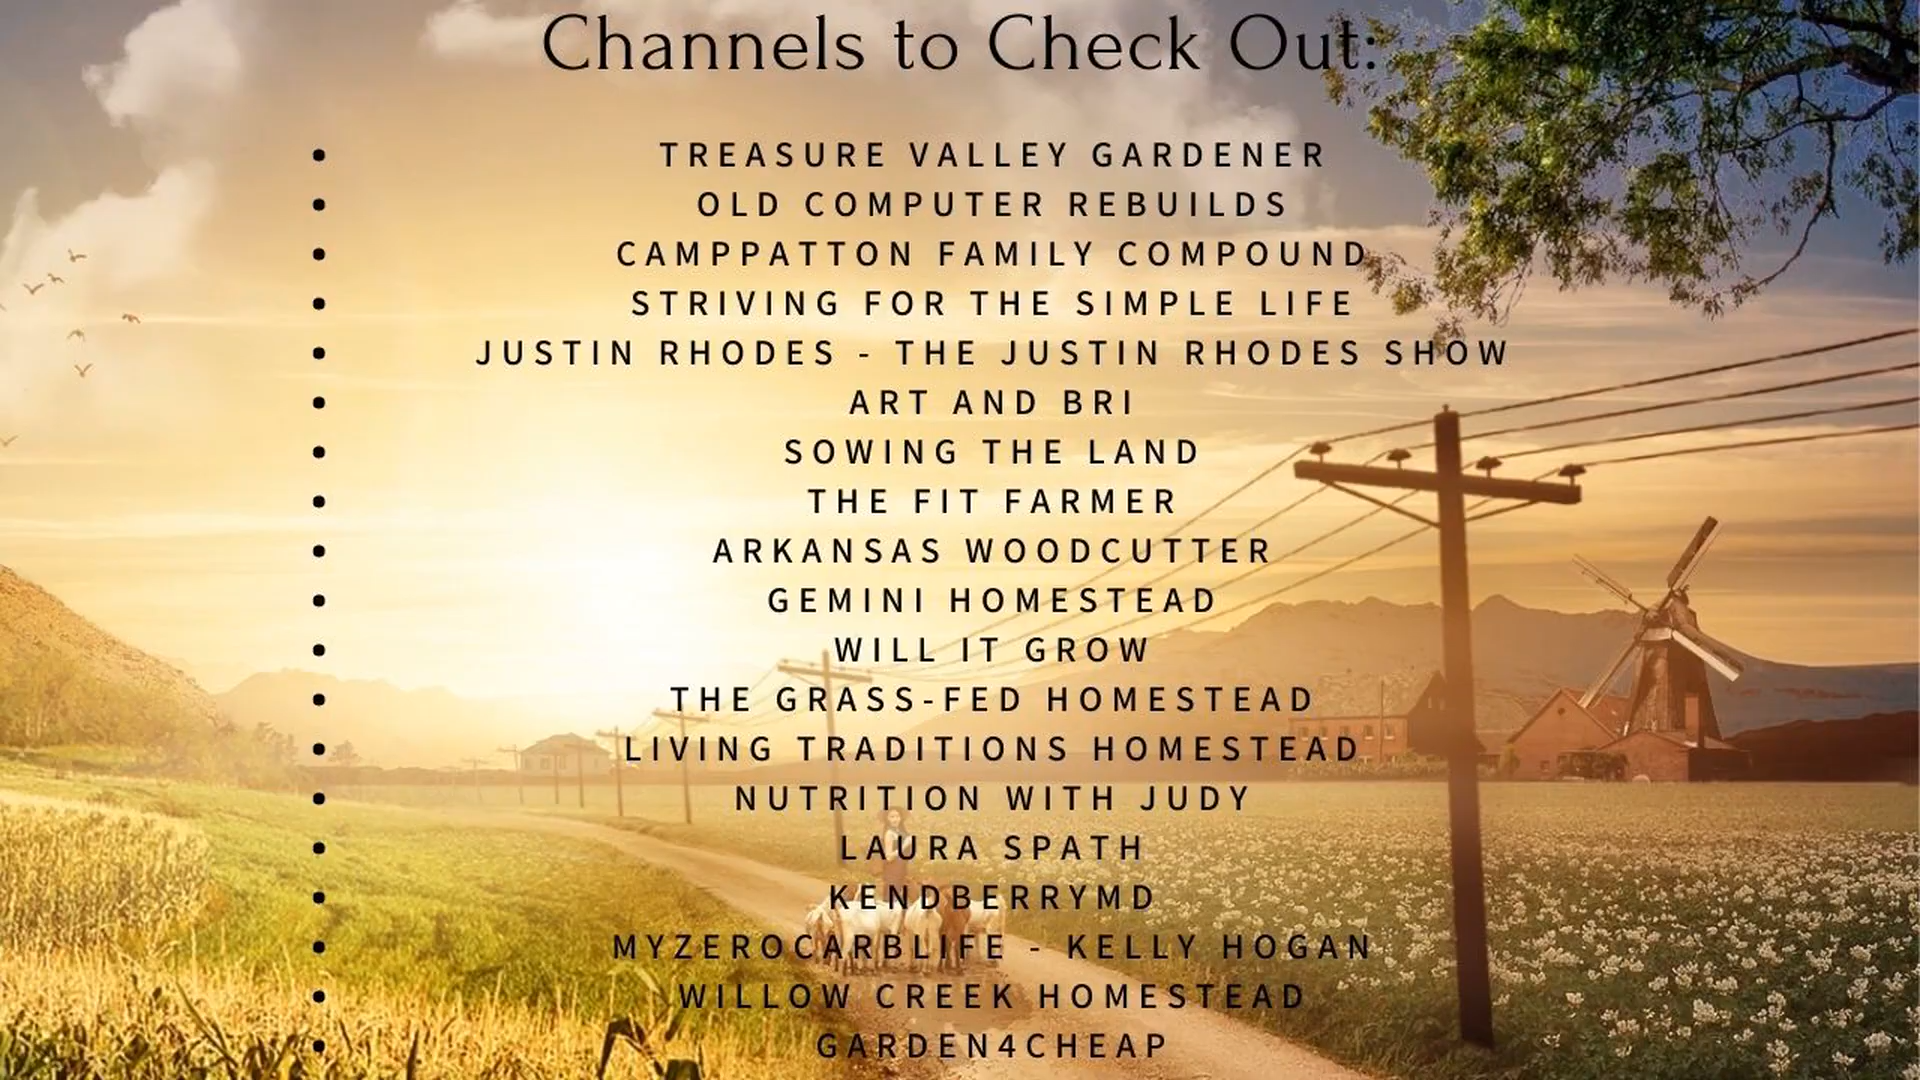 Channels to Check Out:
• TREASURE VALLEY GARDENER
• OLD COMPUTER REBUILDS
• CAMPPATTON FAMILY COMPOUND
• STRIVING FOR THE SIMPLE LIFE
• JUSTIN RHODES - THE JUSTIN RHODES SHOW
• ART AND BRI
• SOWING THE LAND
• THE FIT FARMER
• ARKANSAS WOODCUTTER
• GEMINI HOMESTEAD
• WILL IT GROW
• THE GRASS-FED HOMESTEAD
• LIVING TRADITIONS HOMESTEAD
• NUTRITION WITH JUDY
• LAURA SPATH
• KENDBERRYMD
• MYZEROCARBLIFE - KELLY HOGAN
• WILLOW CREEK HOMESTEAD
• GARDEN4CHEAP